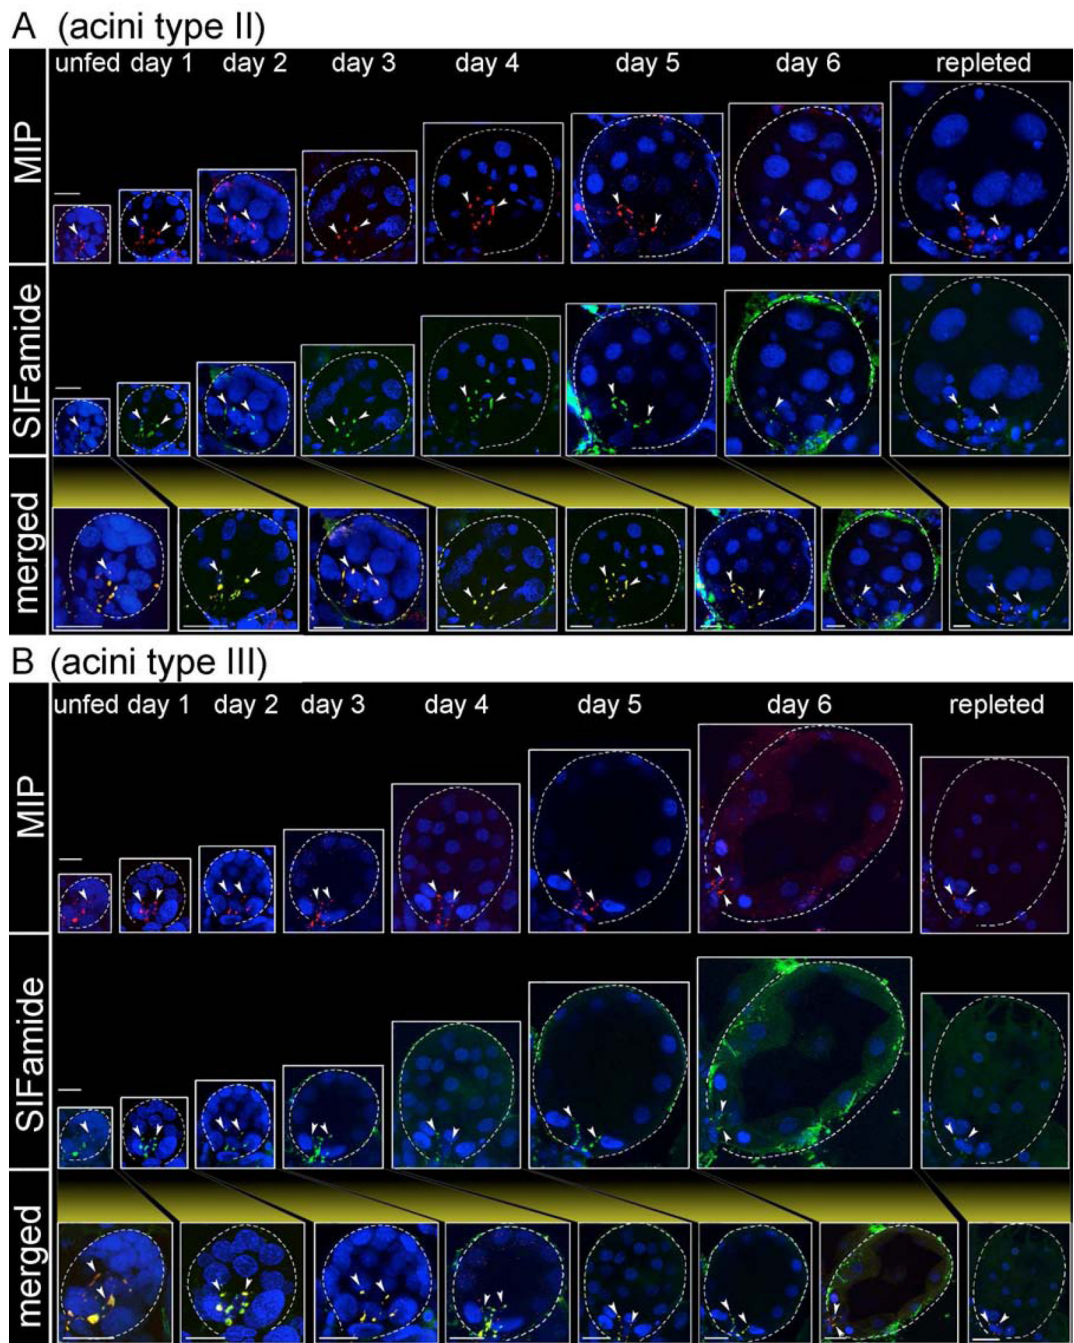 A (acini type II)
unfed day 1 day 2 day 3 day 4 day 5 day 6 repleted
MIP
SIFamide
merged
B (acini type III)
unfed day 1 day 2 day 3 day 4 day 5 day 6 repleted
MIP
SIFamide
merged